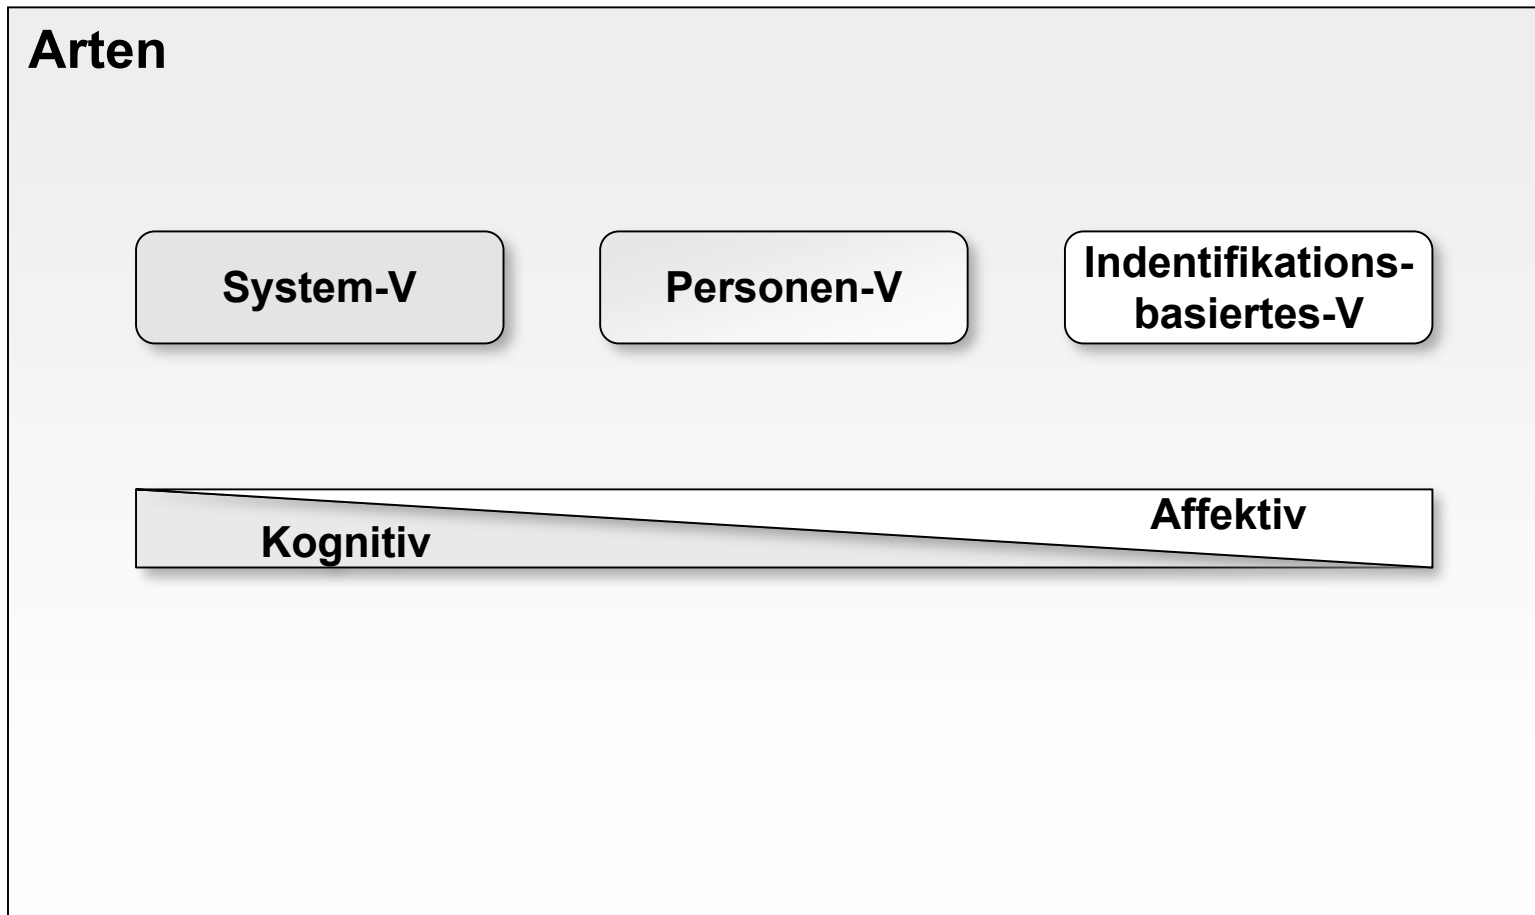 Arten
System-V
Personen-V
Indentifikations-
basiertes-V
Kognitiv
Affektiv